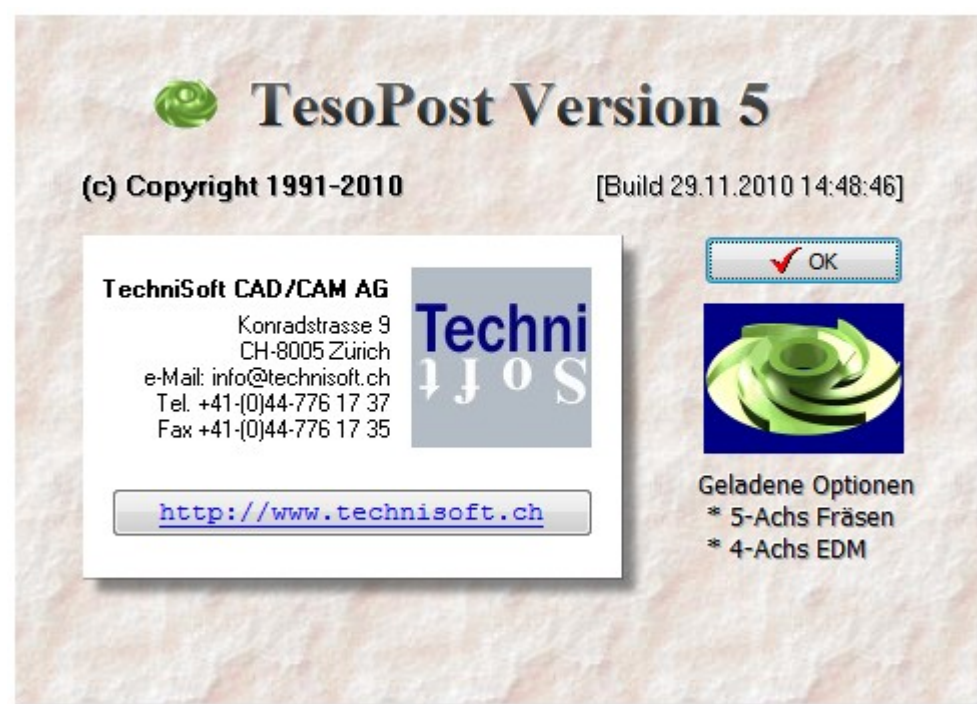 TesoPost Version 5
(c) Copyright 1991-2010
[Build 29.11.2010 14:48:46]
TechniSoft CAD/CAM AG
Konradstrasse 9
CH-8005 Zürich
e-Mail: info@technisoft.ch
Tel. +41-(0)44-776 17 37
Fax +41-(0)44-776 17 35
Techni
Soft
http://www.technisoft.ch
OK
Geladene Optionen
* 5-Achs Fräsen
* 4-Achs EDM